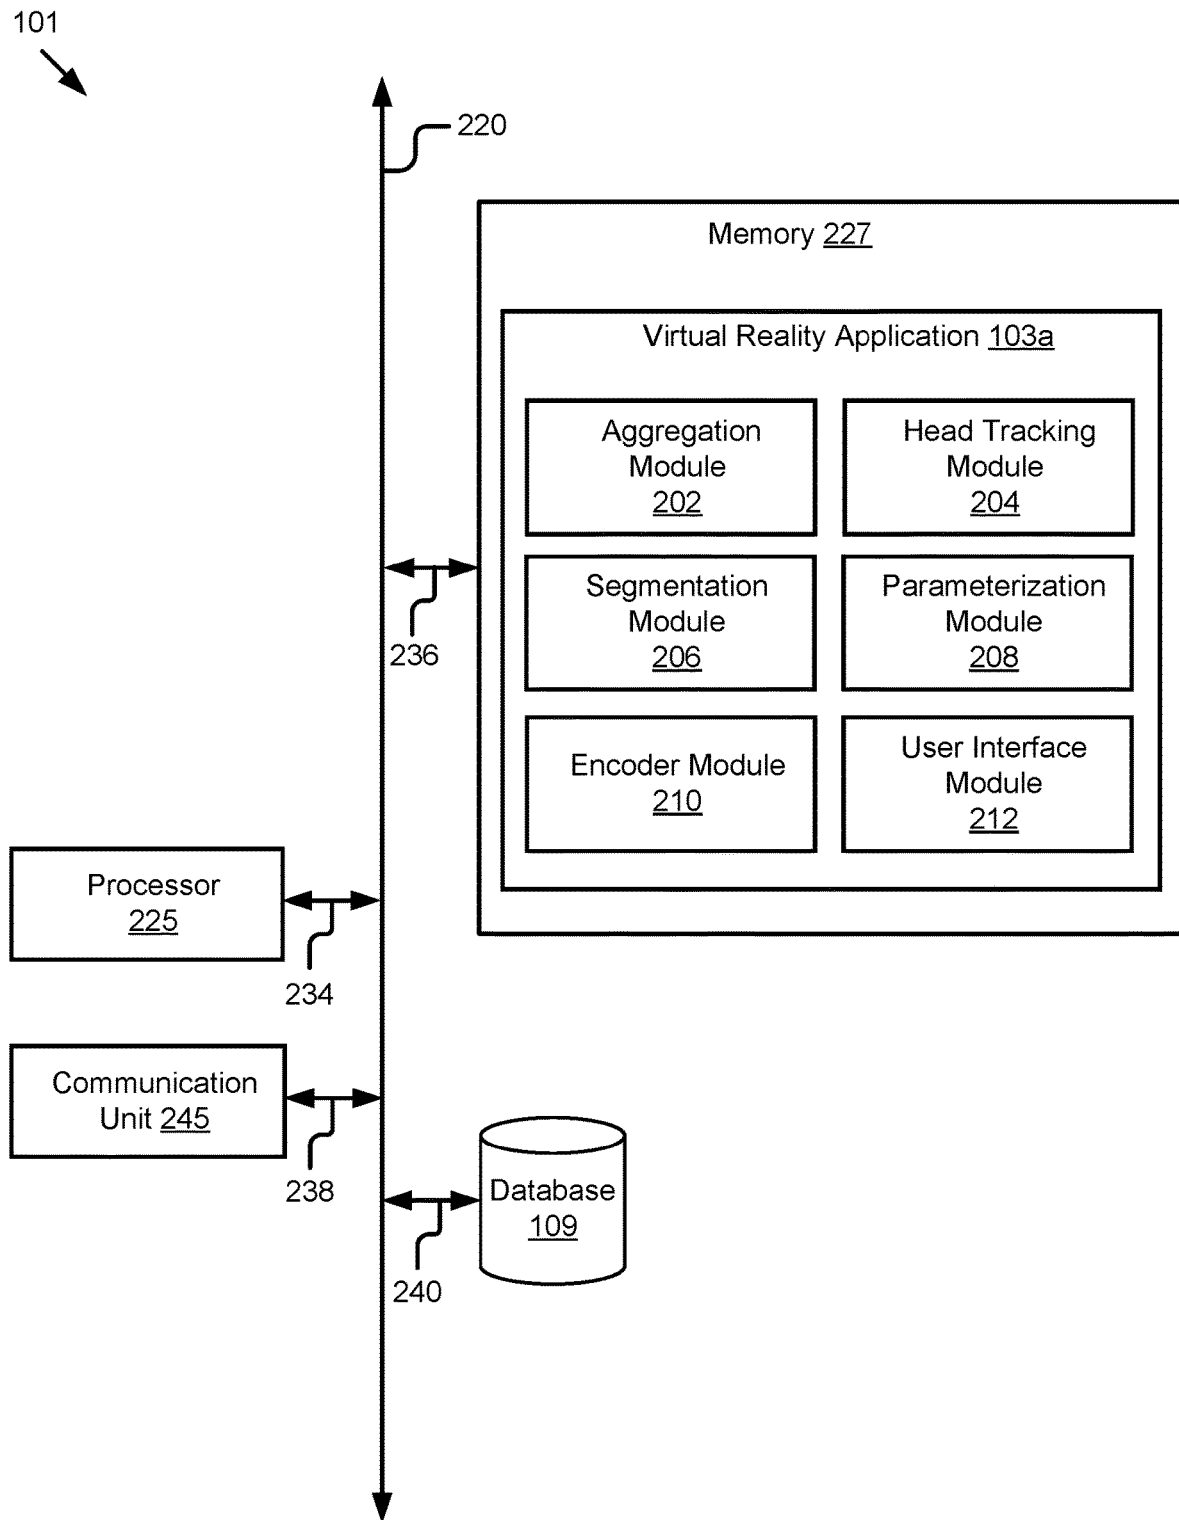 101
220
Memory 227
Virtual Reality Application 103a
Aggregation
Module
202
Head Tracking
Module
204
Segmentation
Module
206
Parameterization
Module
208
236
Encoder Module
210
User Interface
Module
212
Processor
225
234
Communication
Unit 245
238
Database
109
240